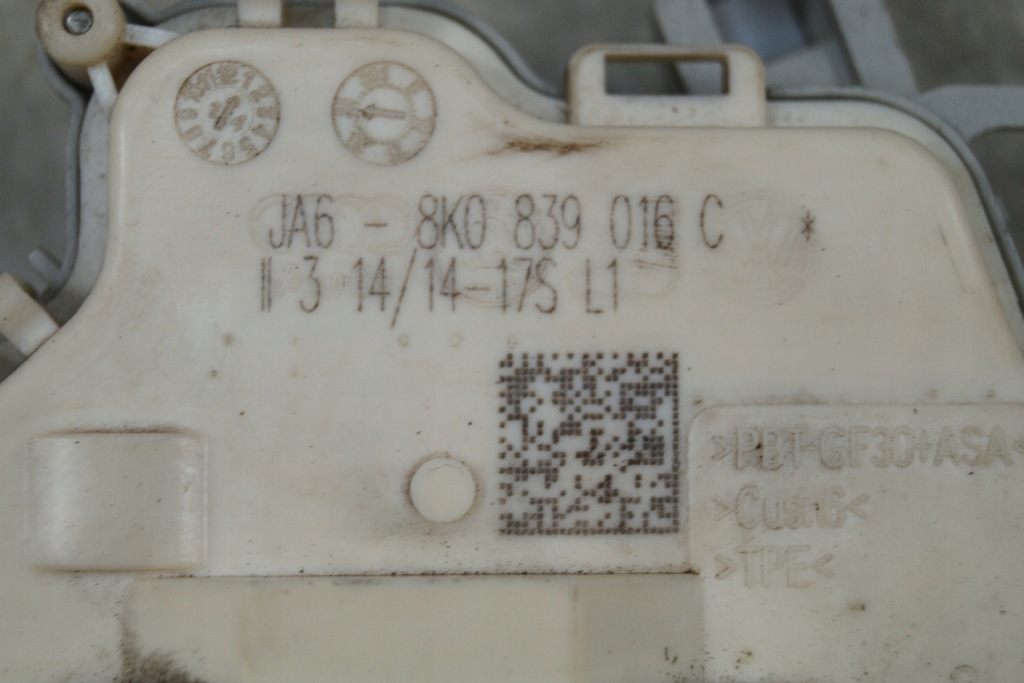 JA6 - 8K0 839 016 C *
II 3 14/14-17S L1
>PBT-GF30+ASA<
>CuSn6<
>TPE<